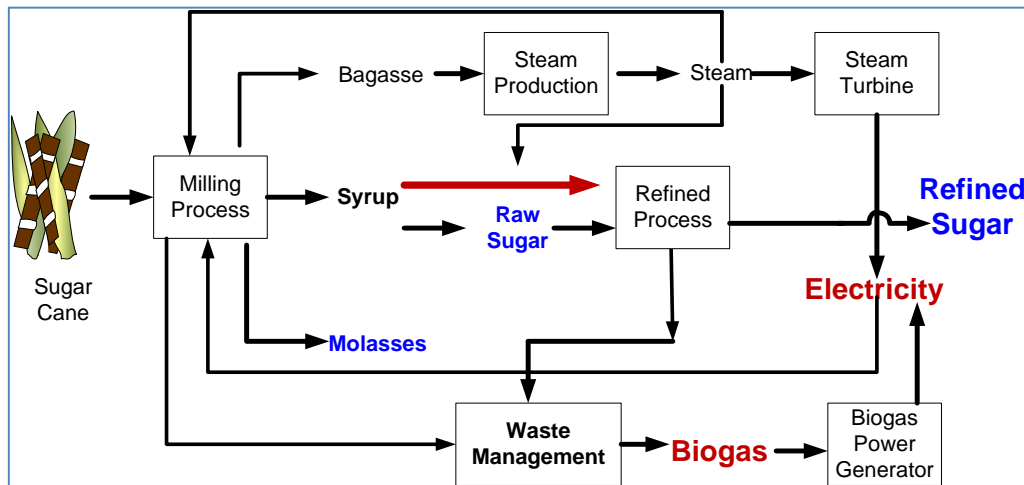 Bagasse
Steam
Production
Steam
Steam
Turbine
Sugar
Cane
Milling
Process
Syrup
Raw
Sugar
Refined
Process
Refined
Sugar
Electricity
Molasses
Waste
Management
Biogas
Biogas
Power
Generator